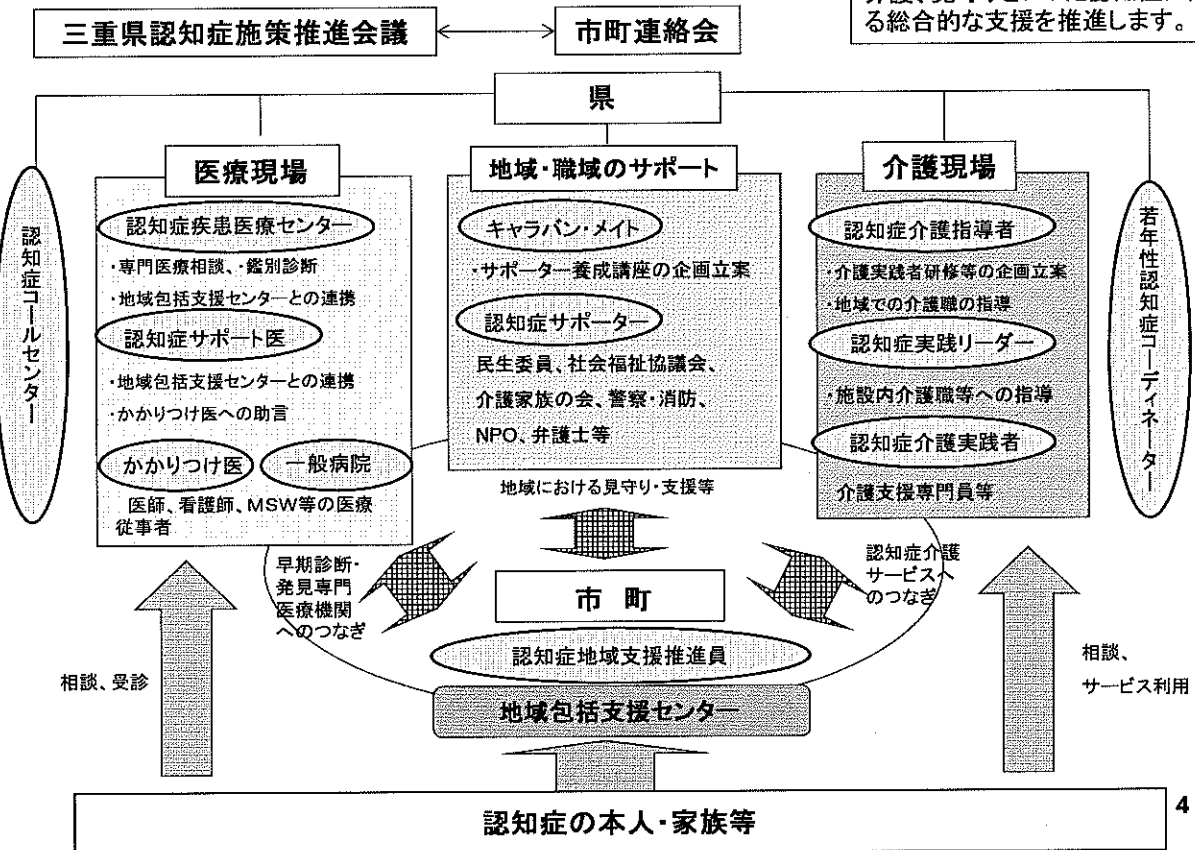 る総合的な支援を推進します。
三重県認知症施策推進会議
市町連絡会
県
認知症コールセンター
医療現場
認知症疾患医療センター
・専門医療相談、・鑑別診断
・地域包括支援センターとの連携
認知症サポート医
・地域包括支援センターとの連携
・かかりつけ医への助言
かかりつけ医
一般病院
医師、看護師、MSW等の医療
従事者
地域・職域のサポート
キャラバン・メイト
・サポーター養成講座の企画立案
認知症サポーター
民生委員、社会福祉協議会、
介護家族の会、警察・消防、
NPO、弁護士等
地域における見守り・支援等
介護現場
認知症介護指導者
・介護実践者研修等の企画立案
・地域での介護職の指導
認知症実践リーダー
・施設内介護職等への指導
認知症介護実践者
介護支援専門員等
若年性認知症コーディネーター
早期診断・
発見専門
医療機関
へのつなぎ
認知症介護
サービスへ
のつなぎ
市 町
認知症地域支援推進員
地域包括支援センター
相談、受診
相談、
サービス利用
認知症の本人・家族等
4